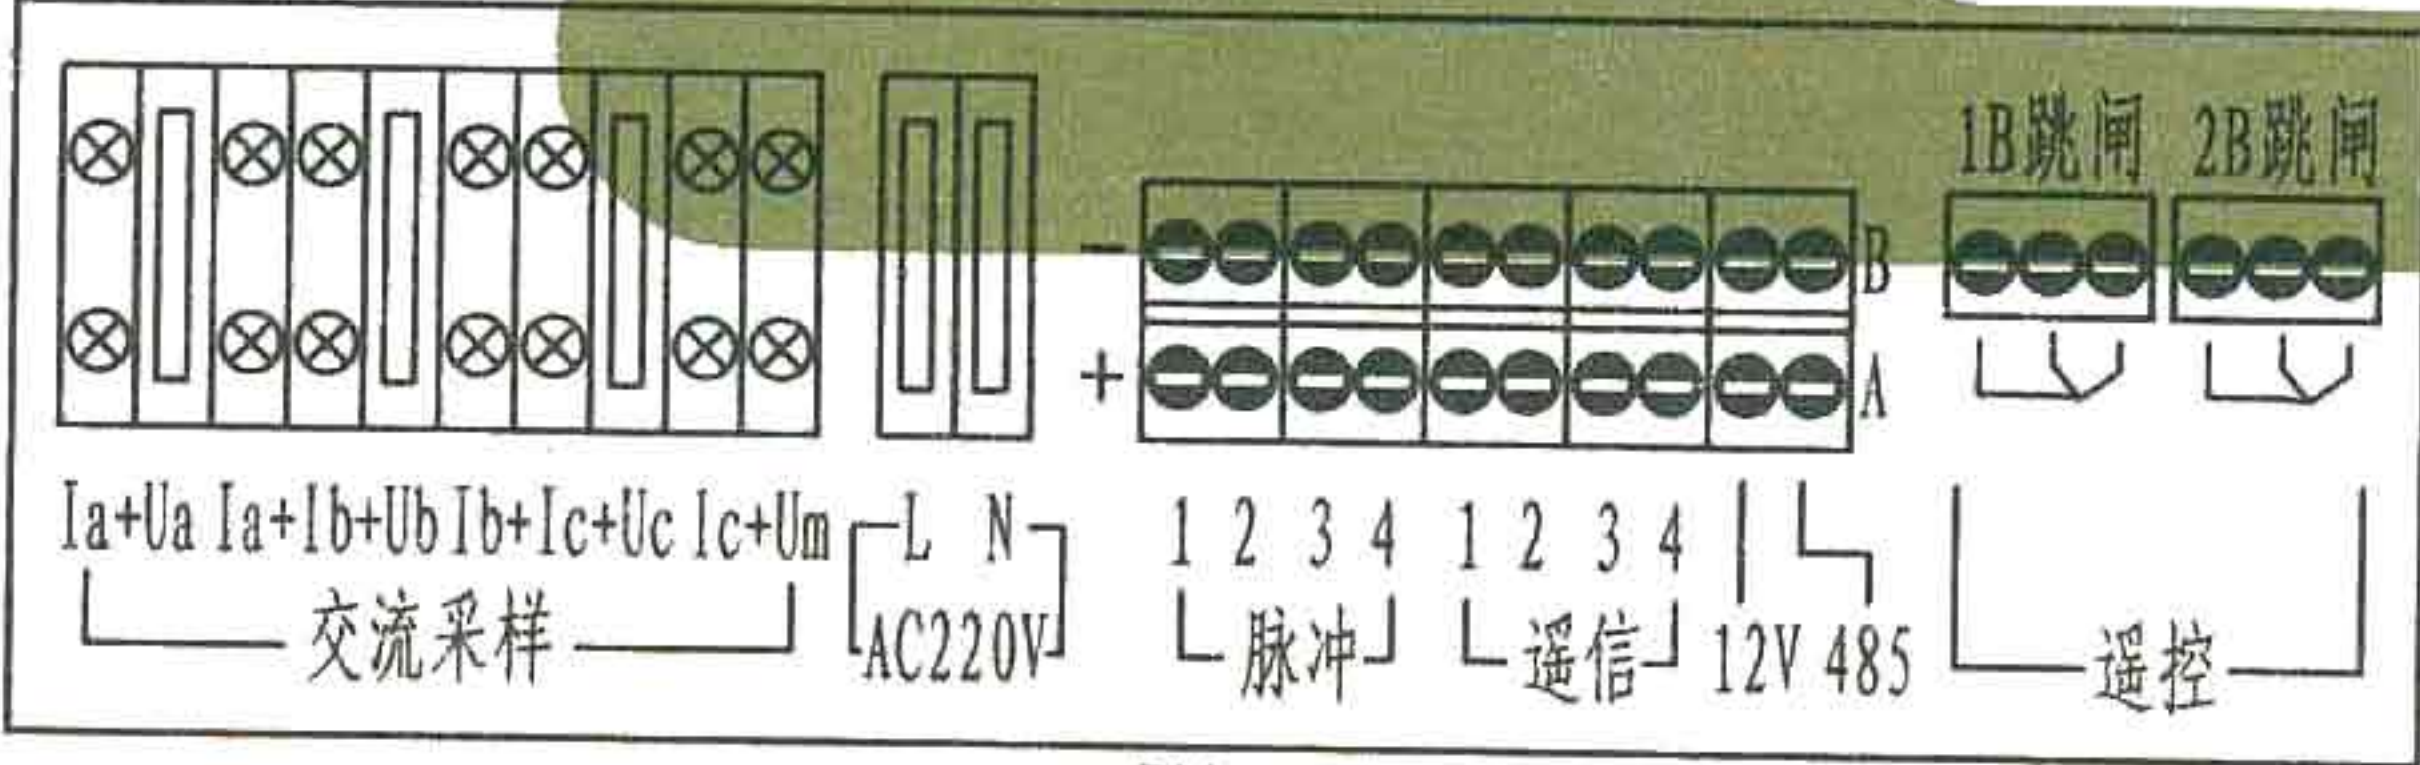 1B跳闸 2B跳闸
- B
+ A
Ia+Ua Ia+Ib+Ub Ib+Ic+Uc Ic+Um L N 1 2 3 4 1 2 3 4
交流采样 AC220V 脉冲 遥信 12V 485 遥控